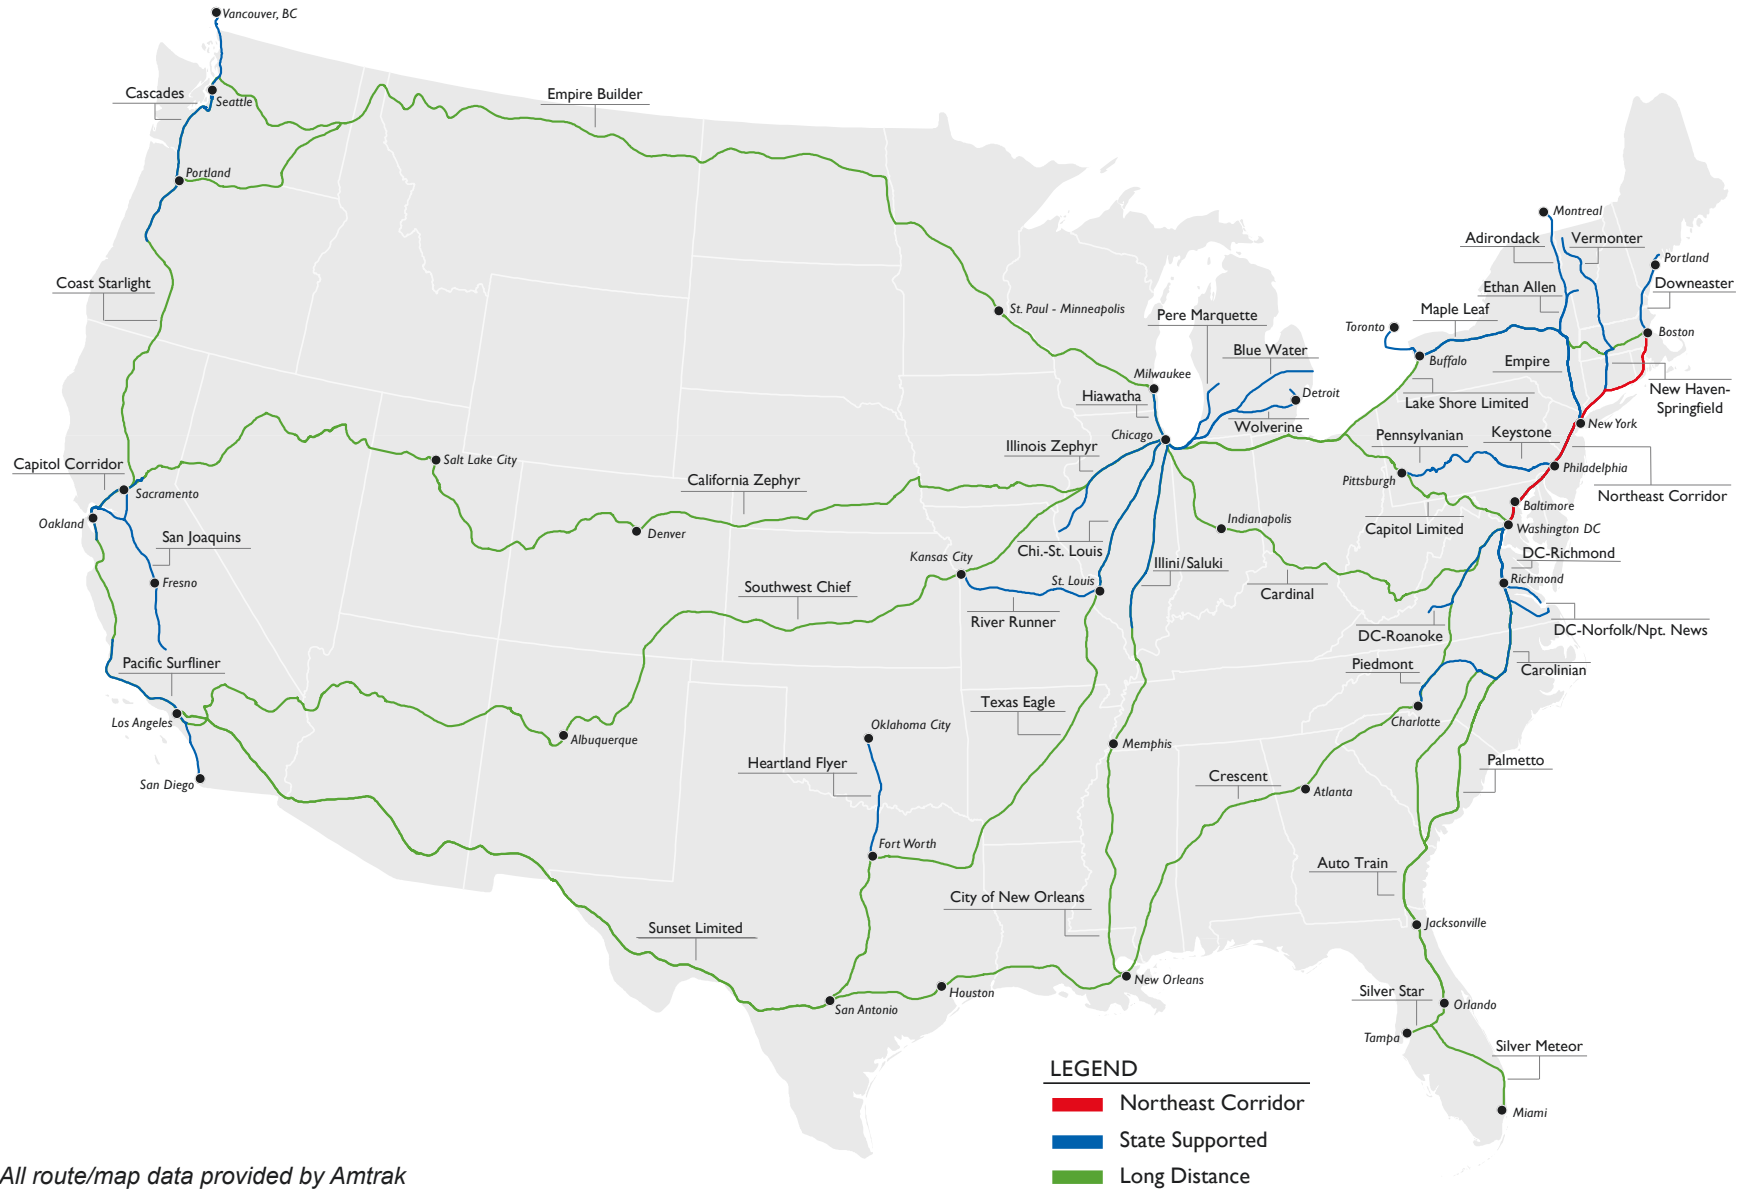 Vancouver, BC
Cascades
Seattle
Empire Builder
Portland
Montreal
Adirondack
Vermonter
Portland
Coast Starlight
Ethan Allen
Downeaster
St. Paul - Minneapolis
Pere Marquette
Maple Leaf
Toronto
Boston
Blue Water
Buffalo
Empire
Milwaukee
Hiawatha
Detroit
Lake Shore Limited
New Haven-
Springfield
Wolverine
New York
Chicago
Pennsylvanian
Keystone
Illinois Zephyr
Capitol Corridor
Salt Lake City
Philadelphia
California Zephyr
Pittsburgh
Sacramento
Northeast Corridor
Baltimore
Oakland
Indianapolis
Capitol Limited
Washington DC
Denver
San Joaquins
Chi.-St. Louis
DC-Richmond
Kansas City
Illini/Saluki
Fresno
St. Louis
Richmond
Southwest Chief
Cardinal
River Runner
DC-Roanoke
DC-Norfolk/Npt. News
Pacific Surfliner
Piedmont
Carolinian
Texas Eagle
Los Angeles
Oklahoma City
Charlotte
Albuquerque
Memphis
Heartland Flyer
Palmetto
San Diego
Crescent
Atlanta
Fort Worth
Auto Train
City of New Orleans
Jacksonville
Sunset Limited
New Orleans
Houston
Silver Star
San Antonio
Orlando
Tampa
Silver Meteor
LEGEND
Northeast Corridor
Miami
State Supported
All route/map data provided by Amtrak
Long Distance